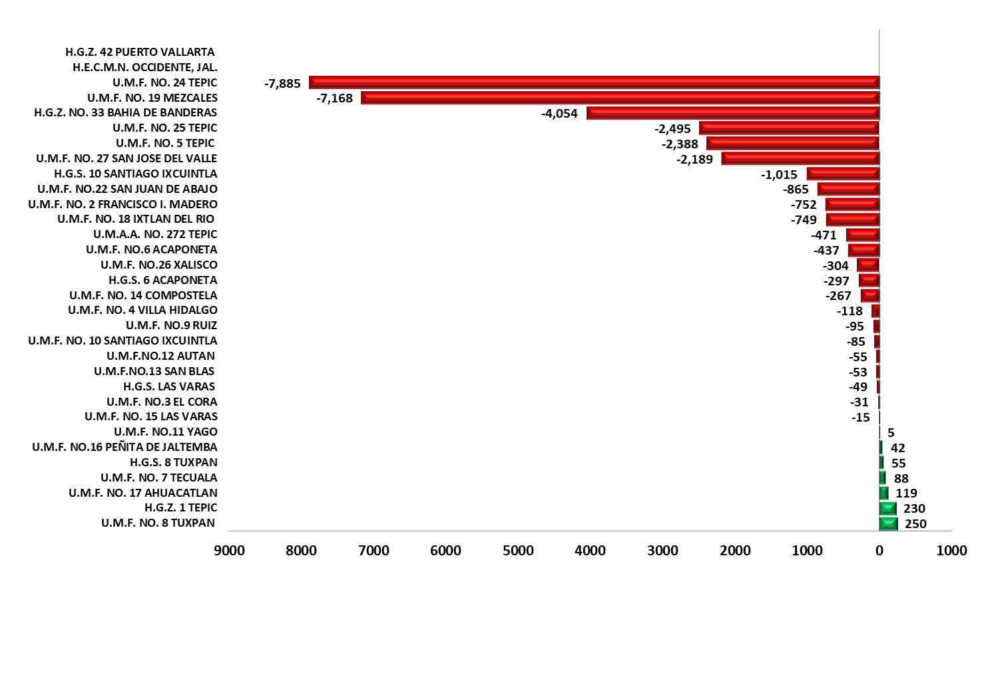 H.G.Z. 42 PUERTO VALLARTA
H.E.C.M.N. OCCIDENTE, JAL.
U.M.F. NO. 24 TEPIC -7,885
U.M.F. NO. 19 MEZCALES -7,168
H.G.Z. NO. 33 BAHIA DE BANDERAS -4,054
U.M.F. NO. 25 TEPIC -2,495
U.M.F. NO. 5 TEPIC -2,388
U.M.F. NO. 27 SAN JOSE DEL VALLE -2,189
H.G.S. 10 SANTIAGO IXCUINTLA -1,015
U.M.F. NO.22 SAN JUAN DE ABAJO -865
U.M.F. NO. 2 FRANCISCO I. MADERO -752
U.M.F. NO. 18 IXTLAN DEL RIO -749
U.M.A.A. NO. 272 TEPIC -471
U.M.F. NO.6 ACAPONETA -437
U.M.F. NO.26 XALISCO -304
H.G.S. 6 ACAPONETA -297
U.M.F. NO. 14 COMPOSTELA -267
U.M.F. NO. 4 VILLA HIDALGO -118
U.M.F. NO.9 RUIZ -95
U.M.F. NO. 10 SANTIAGO IXCUINTLA -85
U.M.F.NO.12 AUTAN -55
U.M.F.NO.13 SAN BLAS -53
H.G.S. LAS VARAS -49
U.M.F. NO.3 EL CORA -31
U.M.F. NO. 15 LAS VARAS -15
U.M.F. NO.11 YAGO 5
U.M.F. NO.16 PEÑITA DE JALTEMBA 42
H.G.S. 8 TUXPAN 55
U.M.F. NO. 7 TECUALA 88
U.M.F. NO. 17 AHUACATLAN 119
H.G.Z. 1 TEPIC 230
U.M.F. NO. 8 TUXPAN 250
9000 8000 7000 6000 5000 4000 3000 2000 1000 0 1000